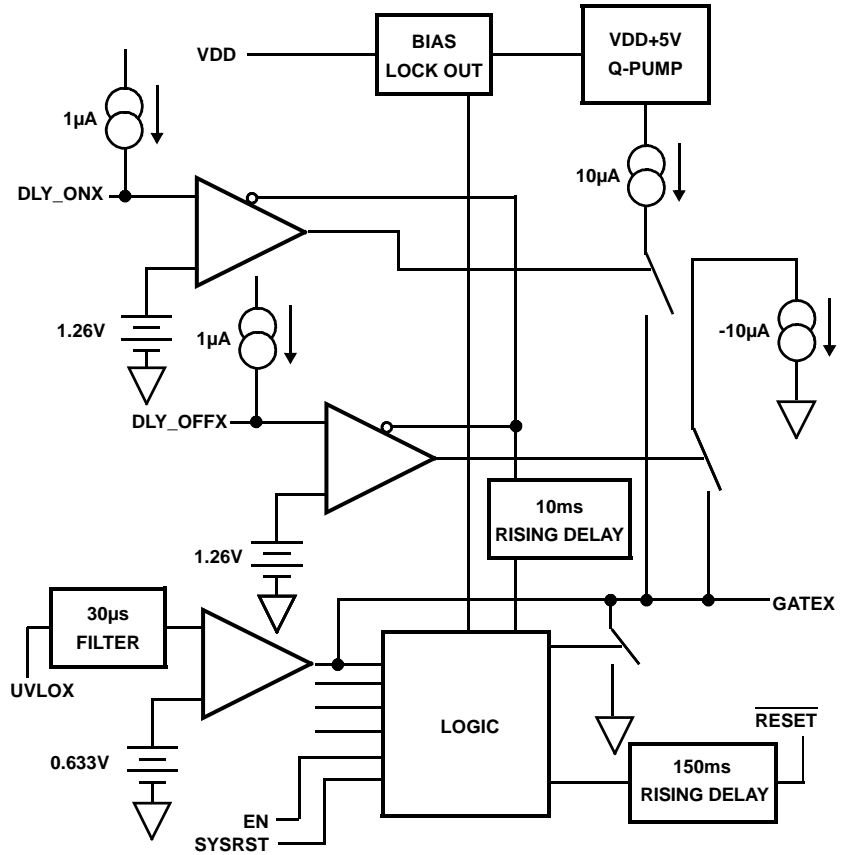 VDD
BIAS
LOCK OUT
VDD+5V
Q-PUMP
1µA
10µA
DLY_ONX
1.26V
1µA
-10µA
DLY_OFFX
1.26V
10ms
RISING DELAY
30µs
FILTER
GATEX
UVLOX
LOGIC
RESET
0.633V
150ms
RISING DELAY
EN
SYSRST